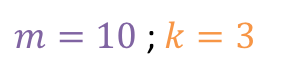 m = 10 ; k = 3